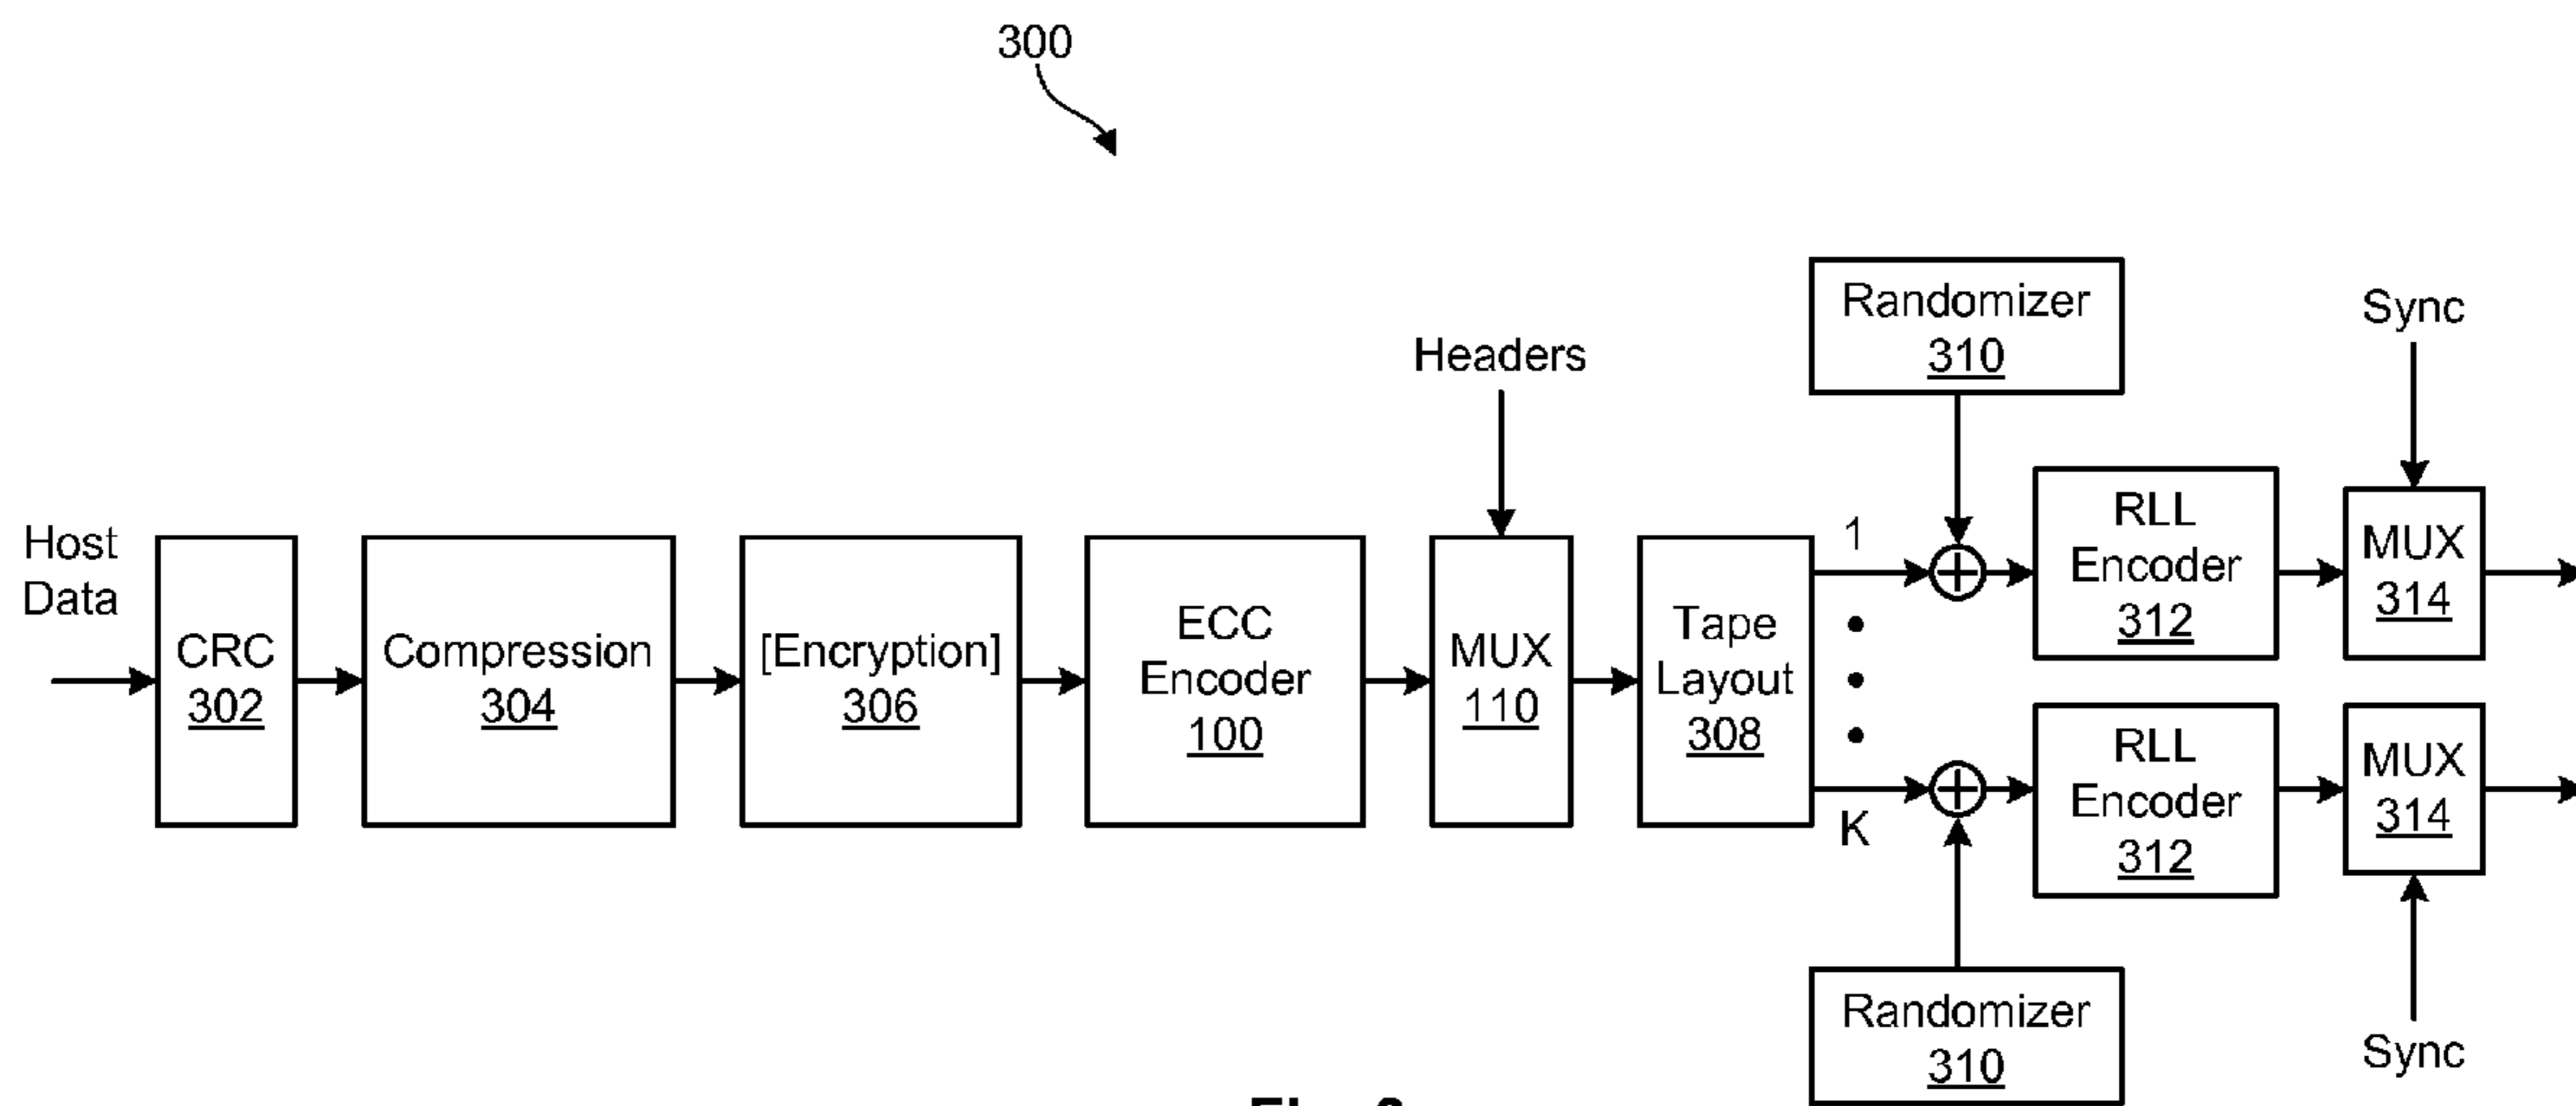 300
Host
Data
CRC
302
Compression
304
[Encryption]
306
ECC
Encoder
100
Headers
MUX
110
Tape
Layout
308
1
K
Randomizer
310
RLL
Encoder
312
Sync
MUX
314
RLL
Encoder
312
MUX
314
Sync
Randomizer
310